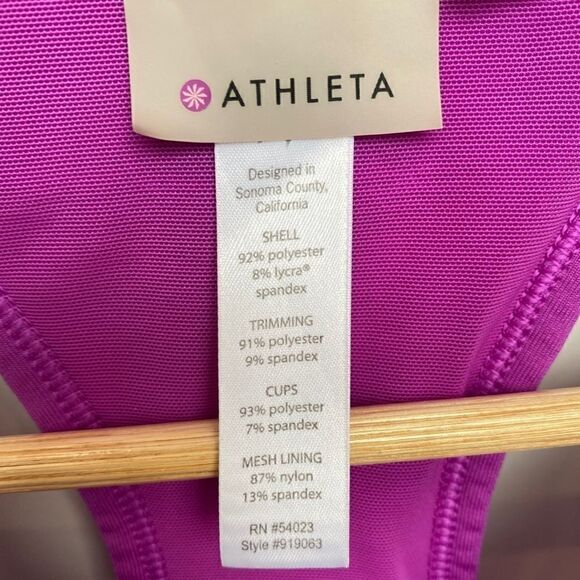 ATHLETA
Designed in
Sonoma County,
California
SHELL
92% polyester
8% lycra®
spandex
TRIMMING
91% polyester
9% spandex
CUPS
93% polyester
7% spandex
MESH LINING
87% nylon
13% spandex
RN #54023
Style #919063